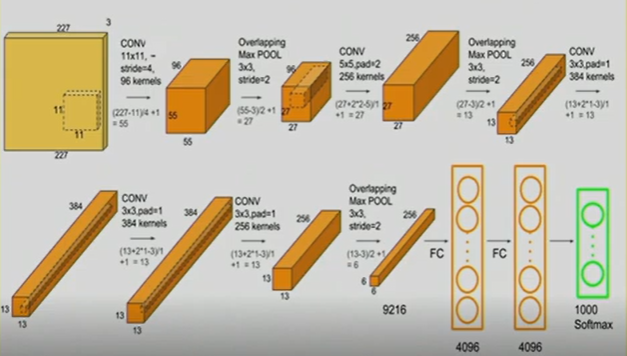 227
3
11
11
227
CONV
11x11,
stride=4,
96 kernels
(227-11)/4 +1
= 55
96
55
55
Overlapping
Max POOL
3x3,
stride=2
(55-3)/2 +1
= 27
96
27
27
CONV
5x5,pad=2
256 kernels
(27+2*2-5)/1
+1 = 27
256
27
27
Overlapping
Max POOL
3x3,
stride=2
(27-3)/2 +1
= 13
256
13
13
CONV
3x3,pad=1
384 kernels
(13+2*1-3)/1
+1 = 13
384
13
13
CONV
3x3,pad=1
384 kernels
(13+2*1-3)/1
+1 = 13
384
13
13
CONV
3x3,pad=1
256 kernels
(13+2*1-3)/1
+1 = 13
256
13
13
Overlapping
Max POOL
3x3,
stride=2
(13-3)/2 +1
= 6
256
6
6
9216
FC
4096
FC
4096
1000
Softmax